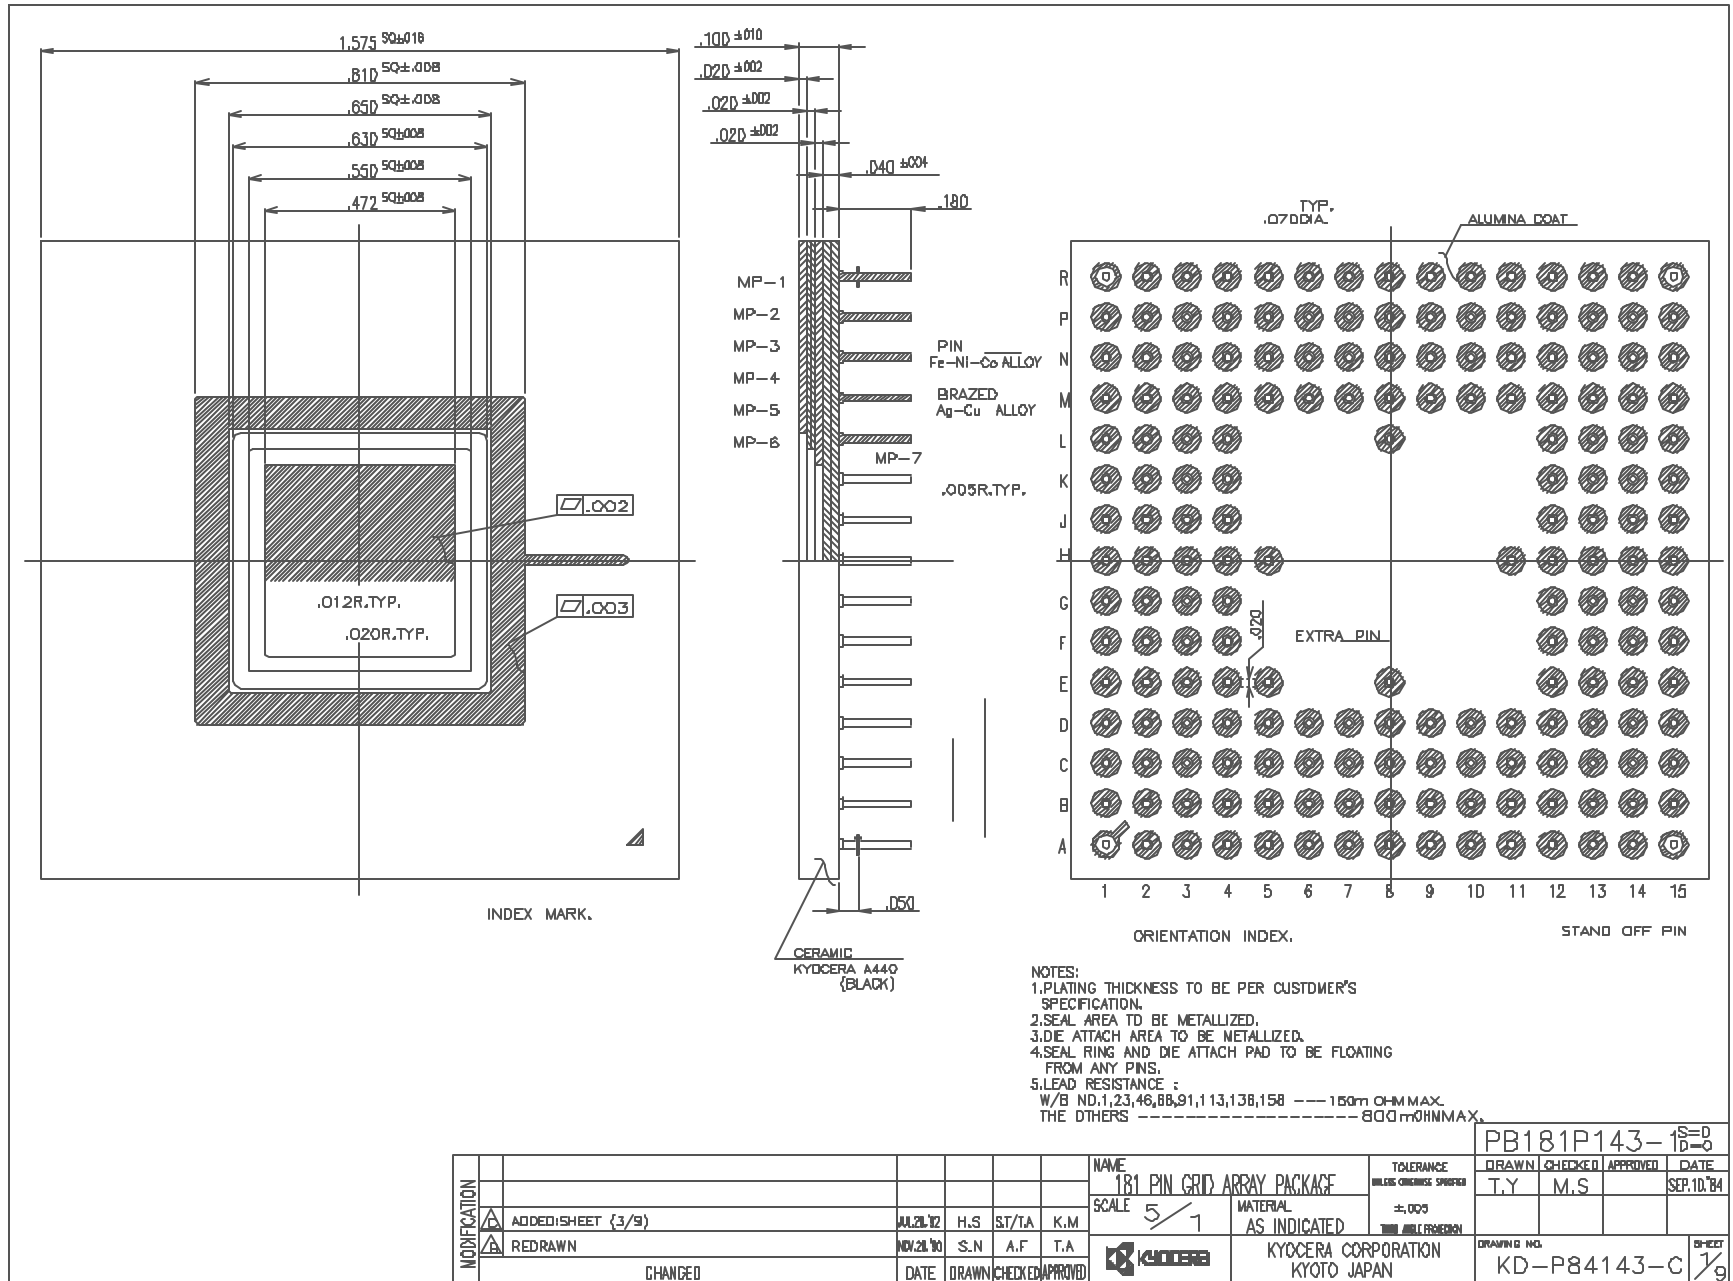 1.575 SQ±.016
.810 SQ±.008
.650 SQ±.008
.630 SQ±.008
.550 SQ±.008
.472 SQ±.008
.002
.012R.TYP.
.020R.TYP.
.003
INDEX MARK.
.100 ±.010
.020 ±.002
.020 ±.002
.020 ±.002
.040 ±.004
.180
MP-1
MP-2
MP-3
MP-4
MP-5
MP-6
MP-7
PIN
Fe-Ni-Co ALLOY
BRAZED
Ag-Cu ALLOY
.005R.TYP.
.050
CERAMIC
KYOCERA A440
(BLACK)
TYP.
.070DIA.
ALUMINA COAT
R
P
N
M
L
K
J
H
G
F
E
D
C
B
A
.020
EXTRA PIN
1 2 3 4 5 6 7 8 9 10 11 12 13 14 15
ORIENTATION INDEX.
STAND OFF PIN
NOTES:
1.PLATING THICKNESS TO BE PER CUSTOMER'S
SPECIFICATION.
2.SEAL AREA TO BE METALLIZED.
3.DIE ATTACH AREA TO BE METALLIZED.
4.SEAL RING AND DIE ATTACH PAD TO BE FLOATING
FROM ANY PINS.
5.LEAD RESISTANCE :
W/B NO.1,23,46,68,91,113,136,158 ---150m OHM MAX.
THE OTHERS -------------------800mOHMMAX.
PB181P143-1 S=D D=O
MODIFICATION
C ADDED:SHEET (3/9) H.S S.T/T.A K.M
B REDRAWN S.N A.F T.A
CHANGED DATE DRAWN CHECKED APPROVED
NAME
181 PIN GRID ARRAY PACKAGE
SCALE 5/1
MATERIAL
AS INDICATED
TOLERANCE
UNLESS OTHERWISE SPECIFIED
±.005
THIRD ANGLE PROJECTION
KYOCERA
KYOCERA CORPORATION
KYOTO JAPAN
DRAWN CHECKED APPROVED DATE
T.Y M.S SEP.10.'84
DRAWING NO.
KD-P84143-C
SHEET
1/9